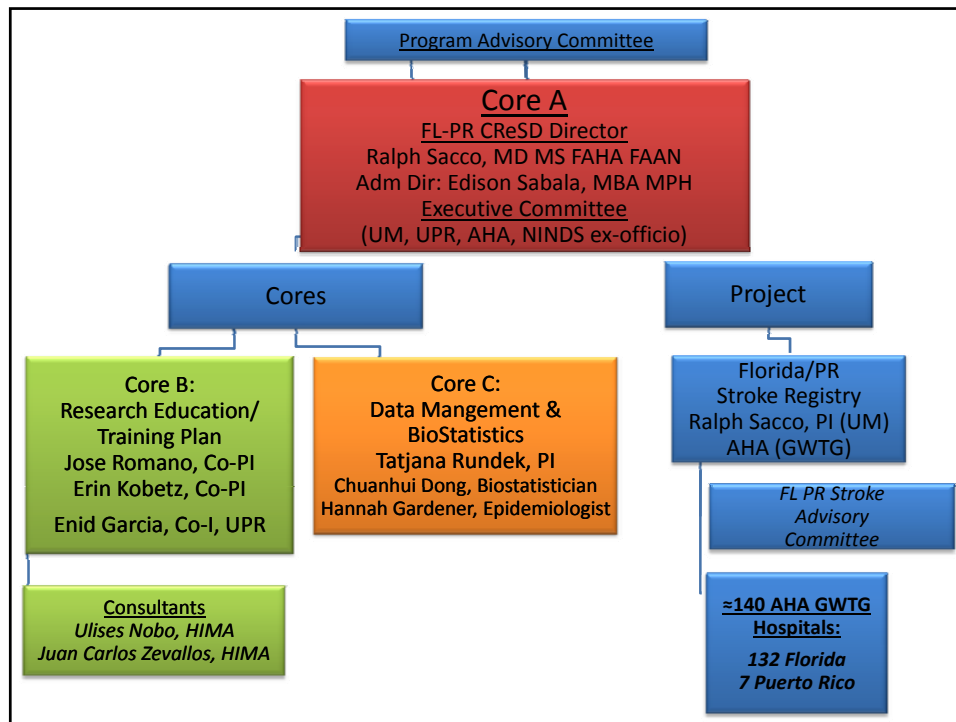 Program Advisory Committee
Core A
FL-PR CReSD Director
Ralph Sacco, MD MS FAHA FAAN
Adm Dir: Edison Sabala, MBA MPH
Executive Committee
(UM, UPR, AHA, NINDS ex-officio)
Cores
Project
Core B:
Research Education/
Training Plan
Jose Romano, Co-PI
Erin Kobetz, Co-PI
Enid Garcia, Co-I, UPR
Core C:
Data Mangement &
BioStatistics
Tatjana Rundek, PI
Chuanhui Dong, Biostatistician
Hannah Gardener, Epidemiologist
Florida/PR
Stroke Registry
Ralph Sacco, PI (UM)
AHA (GWTG)
FL PR Stroke
Advisory
Committee
Consultants
Ulises Nobo, HIMA
Juan Carlos Zevallos, HIMA
≈140 AHA GWTG
Hospitals:
132 Florida
7 Puerto Rico